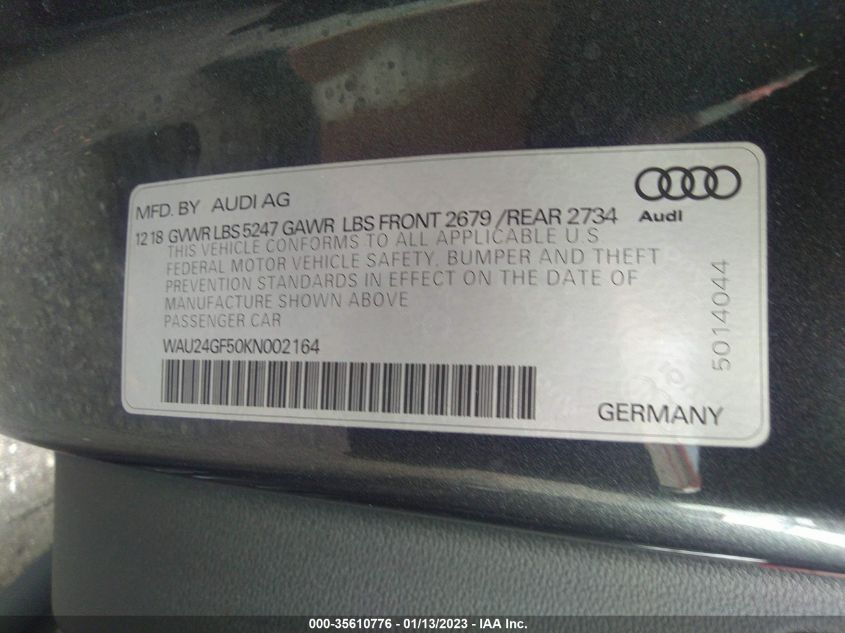 MFD. BY AUDI AG
12 18 GVWR LBS 5247 GAWR LBS FRONT 2679 /REAR 2734
THIS VEHICLE CONFORMS TO ALL APPLICABLE U.S.
FEDERAL MOTOR VEHICLE SAFETY, BUMPER AND THEFT
PREVENTION STANDARDS IN EFFECT ON THE DATE OF
MANUFACTURE SHOWN ABOVE
PASSENGER CAR
WAU24GF50KN002164
Audi
5014044
GERMANY
000-35610776 - 01/13/2023 - IAA Inc.